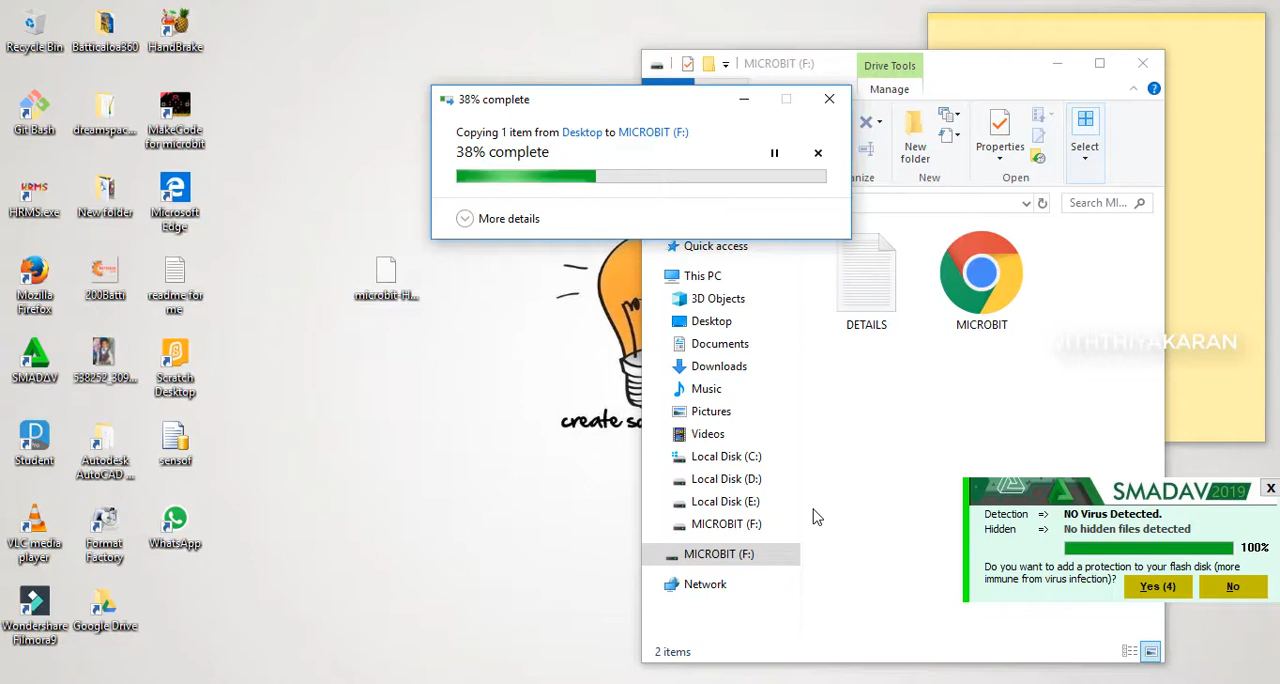 Recycle Bin
Batticaloa360
HandBrake
Git Bash
dreamspac...
MakeCode
for microbit
HRMS
HRMS.exe
New folder
Microsoft
Edge
Mozilla
Firefox
200Batti
readme for
me
SMADAV
538252_309...
Scratch
Desktop
Student
Autodesk
AutoCAD ...
sensof
VLC media
player
Format
Factory
WhatsApp
Wondershare
Filmora9
Google Drive
microbit-H...
38% complete
Copying 1 item from Desktop to MICROBIT (F:)
38% complete
More details
MICROBIT (F:)
Drive Tools
Manage
New
folder
Properties
Select
anize
New
Open
Search MI...
Quick access
This PC
3D Objects
Desktop
Documents
Downloads
Music
Pictures
Videos
Local Disk (C:)
Local Disk (D:)
Local Disk (E:)
MICROBIT (F:)
MICROBIT (F:)
Network
DETAILS
MICROBIT
2 items
ITHTHIYAKARAN
create so
SMADAV 2019
X
Detection => NO Virus Detected.
Hidden => No hidden files detected
100%
Do you want to add a protection to your flash disk (more
immune from virus infection)?
Yes (4)
No